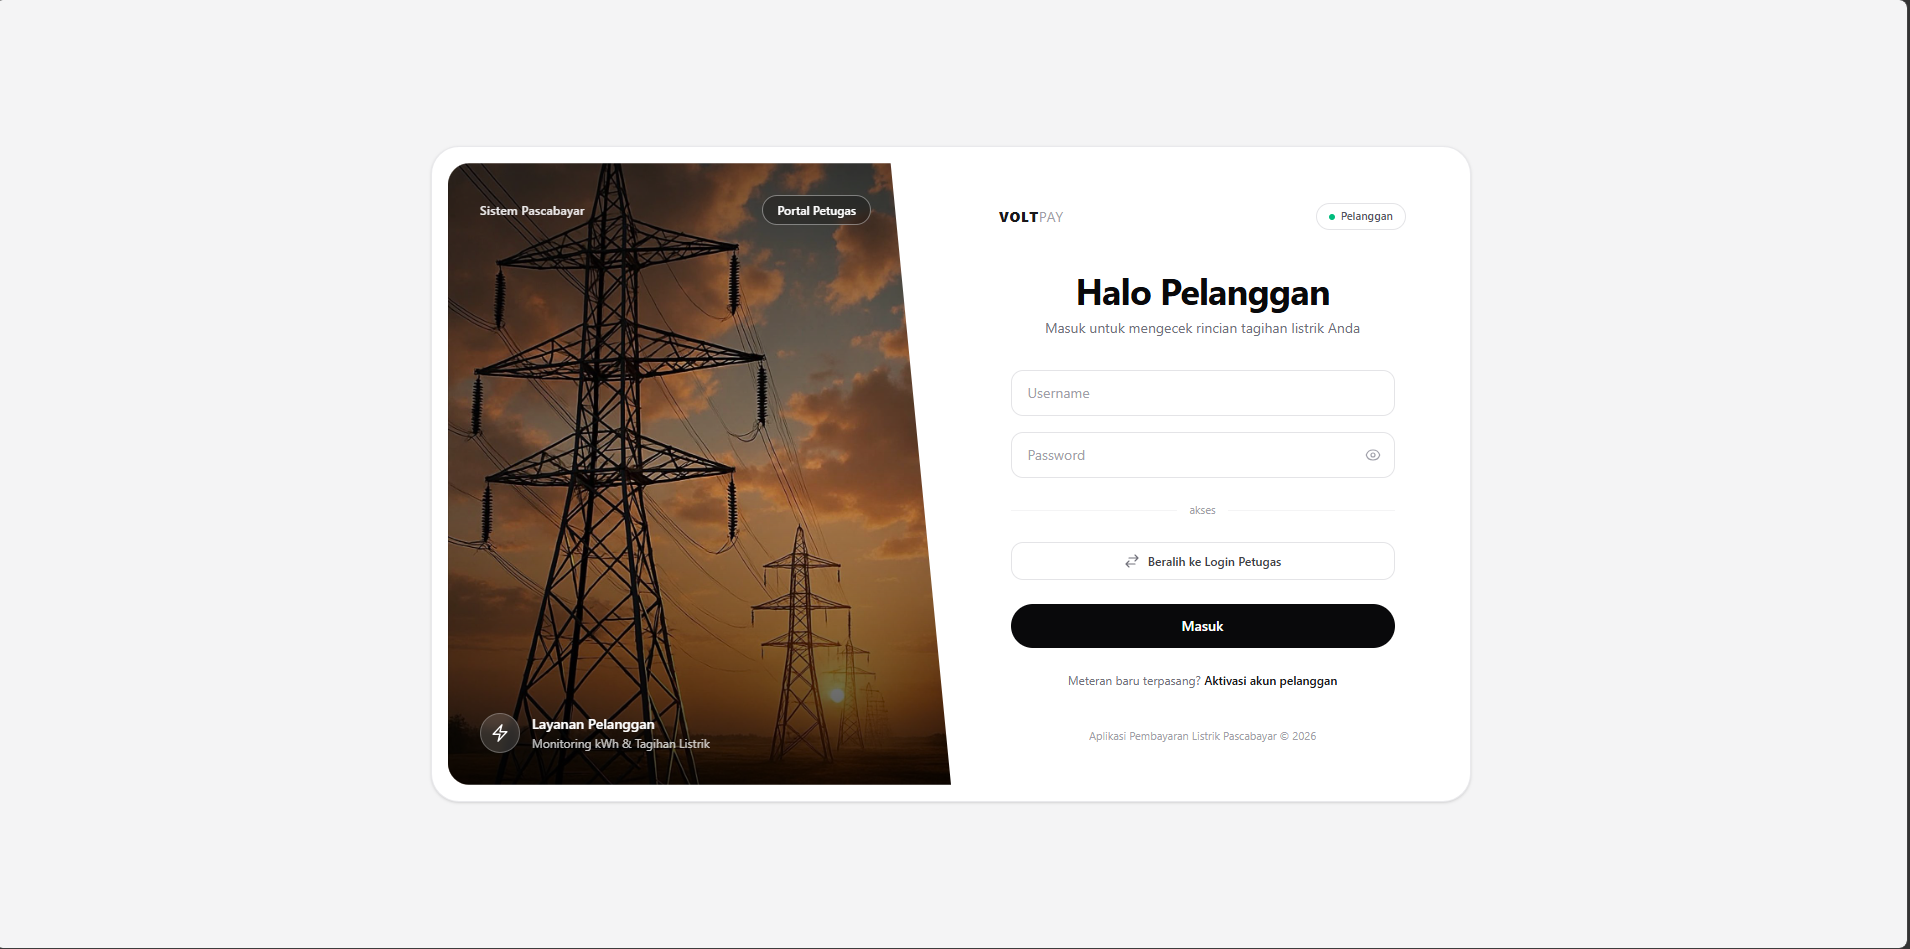 Sistem Pascabayar
Portal Petugas
Layanan Pelanggan
Monitoring kWh & Tagihan Listrik
VOLTPAY
Pelanggan
Halo Pelanggan
Masuk untuk mengecek rincian tagihan listrik Anda
Username
Password
akses
Beralih ke Login Petugas
Masuk
Meteran baru terpasang? Aktivasi akun pelanggan
Aplikasi Pembayaran Listrik Pascabayar © 2026